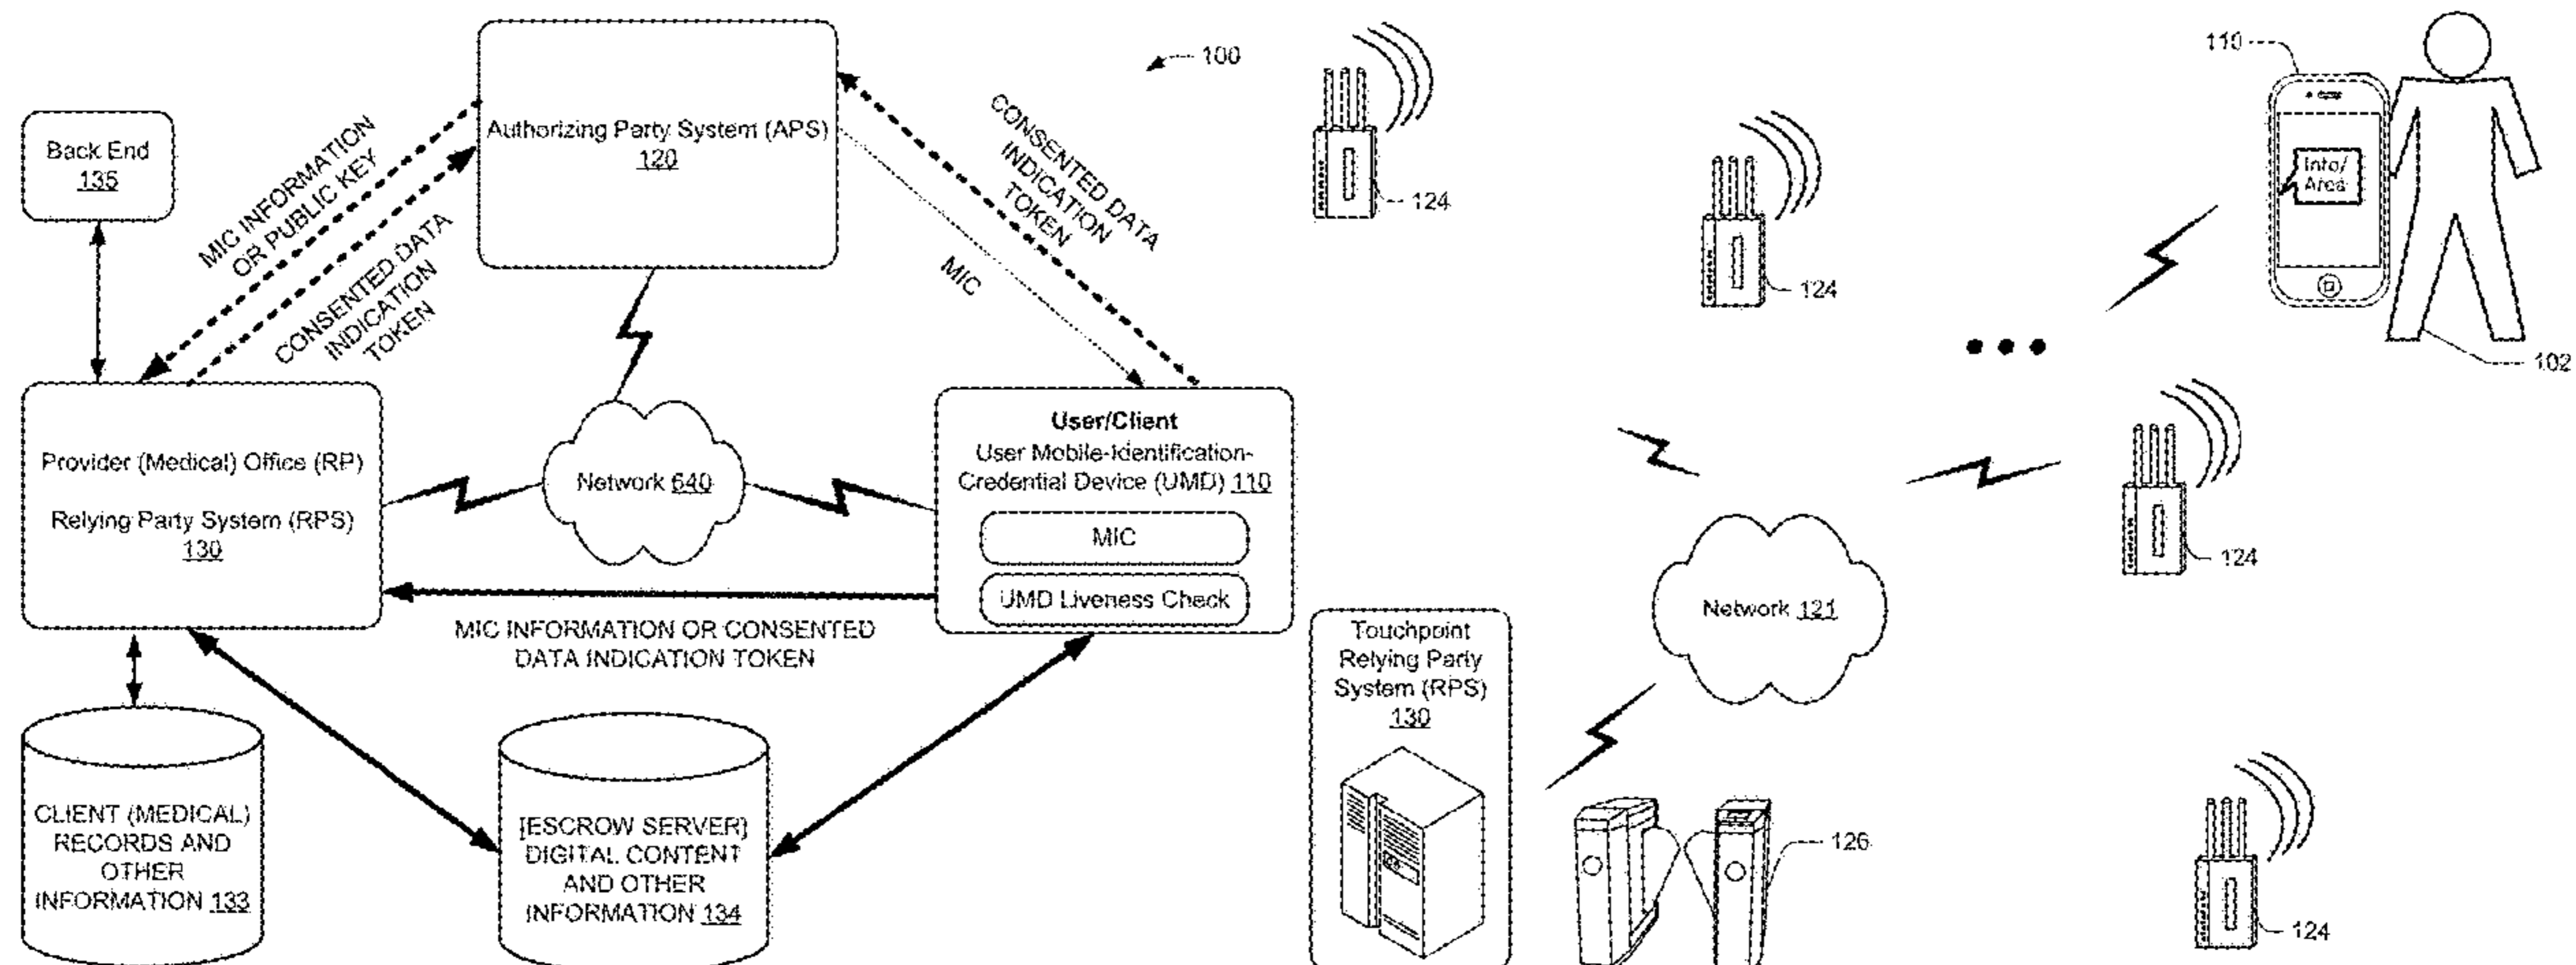 100
110
Info/
Area
102
124
124
124
124
126
Back End
135
Authorizing Party System (APS)
120
MIC INFORMATION
OR PUBLIC KEY
CONSENTED DATA
INDICATION
TOKEN
MIC
CONSENTED DATA
INDICATION
TOKEN
Provider (Medical) Office (RP)
Relying Party System (RPS)
130
Network 640
User/Client
User Mobile-Identification-
Credential Device (UMD) 110
MIC
UMD Liveness Check
MIC INFORMATION OR CONSENTED
DATA INDICATION TOKEN
CLIENT (MEDICAL)
RECORDS AND
OTHER
INFORMATION 133
[ESCROW SERVER]
DIGITAL CONTENT
AND OTHER
INFORMATION 134
Touchpoint
Relying Party
System (RPS)
130
Network 121